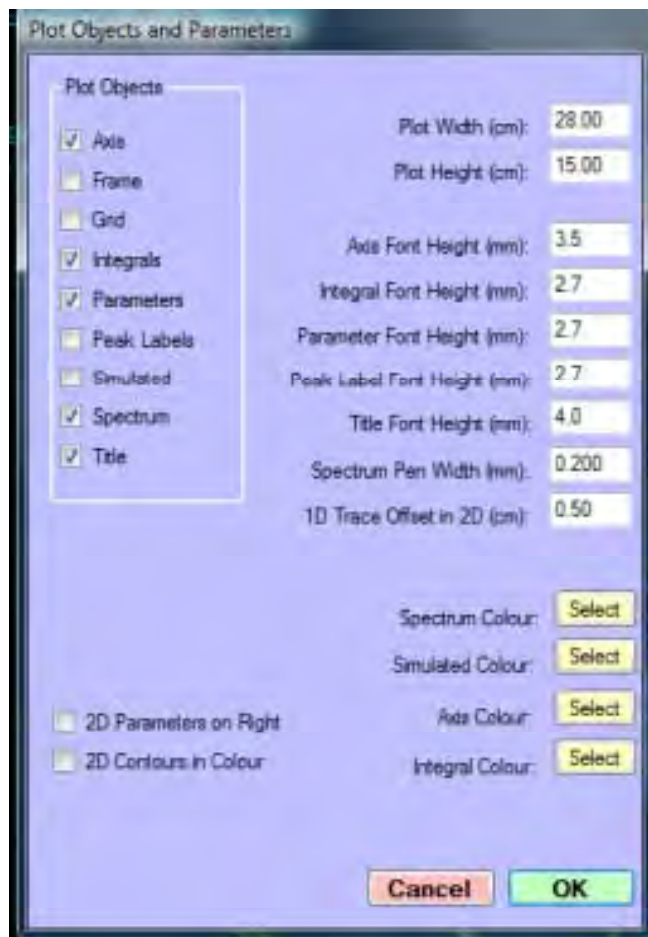 Plot Objects and Parameters
Plot Objects
Axis
Frame
Grid
Integrals
Parameters
Peak Labels
Simulated
Spectrum
Title
Plot Width (cm): 28.00
Plot Height (cm): 15.00
Axis Font Height (mm): 3.5
Integral Font Height (mm): 2.7
Parameter Font Height (mm): 2.7
Peak Label Font Height (mm): 2.7
Title Font Height (mm): 4.0
Spectrum Pen Width (mm): 0.200
1D Trace Offset in 2D (cm): 0.50
Spectrum Colour: Select
Simulated Colour: Select
Axis Colour: Select
Integral Colour: Select
2D Parameters on Right
2D Contours in Colour
Cancel OK